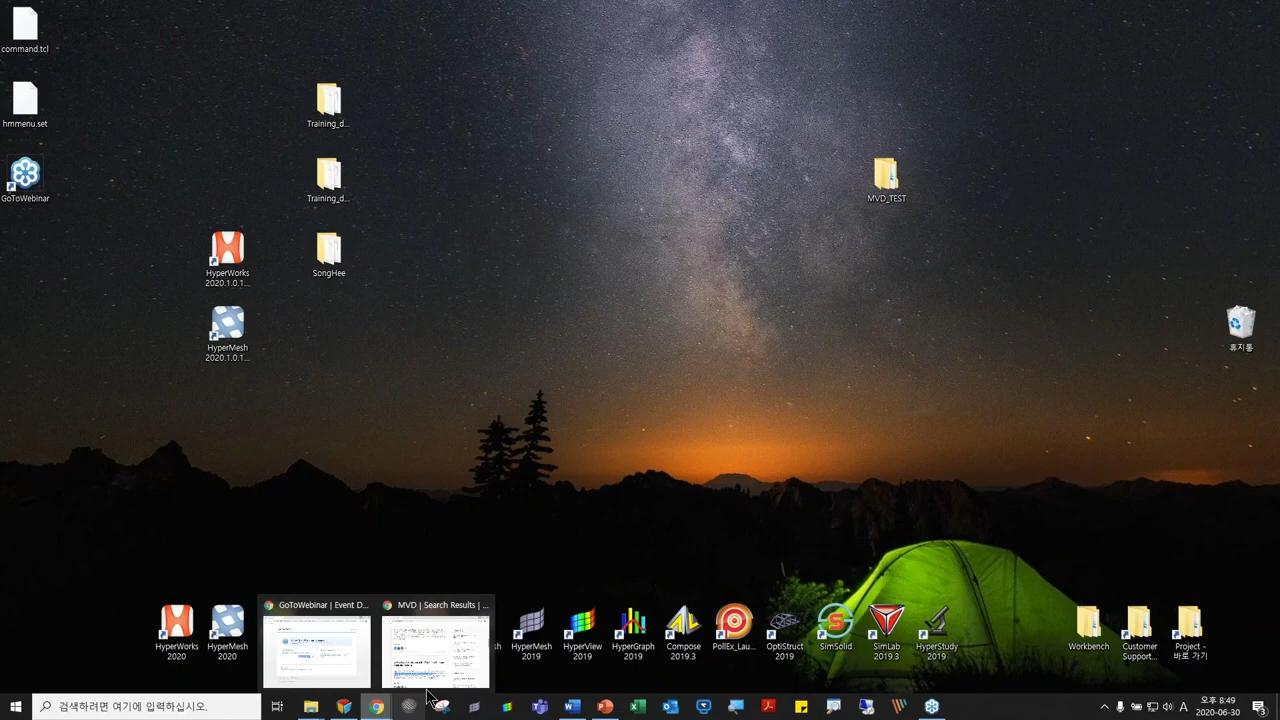 command.tcl
hmmenu.set
GoToWebinar
HyperWorks
2020.1.0.1...
HyperMesh
2020.1.0.1...
Training_d...
Training_d...
SongHee
MVD_TEST
휴지통
GoToWebinar | Event D...
MVD | Search Results | ...
HyperWorks
2020
HyperMesh
2020
HyperMesh
2019
HyperView
2019
HyperGraph
2019
Compose
2019.3
PolloEX
OptiStruct
2019
SimSolid
SimLab
2019.3
HyperStudy
2019
Workbench
Custome...
Support...
Project -
바로 가기
검색하려면 여기에 입력하십시오.
A
오후 8:49
2020-06-30
3